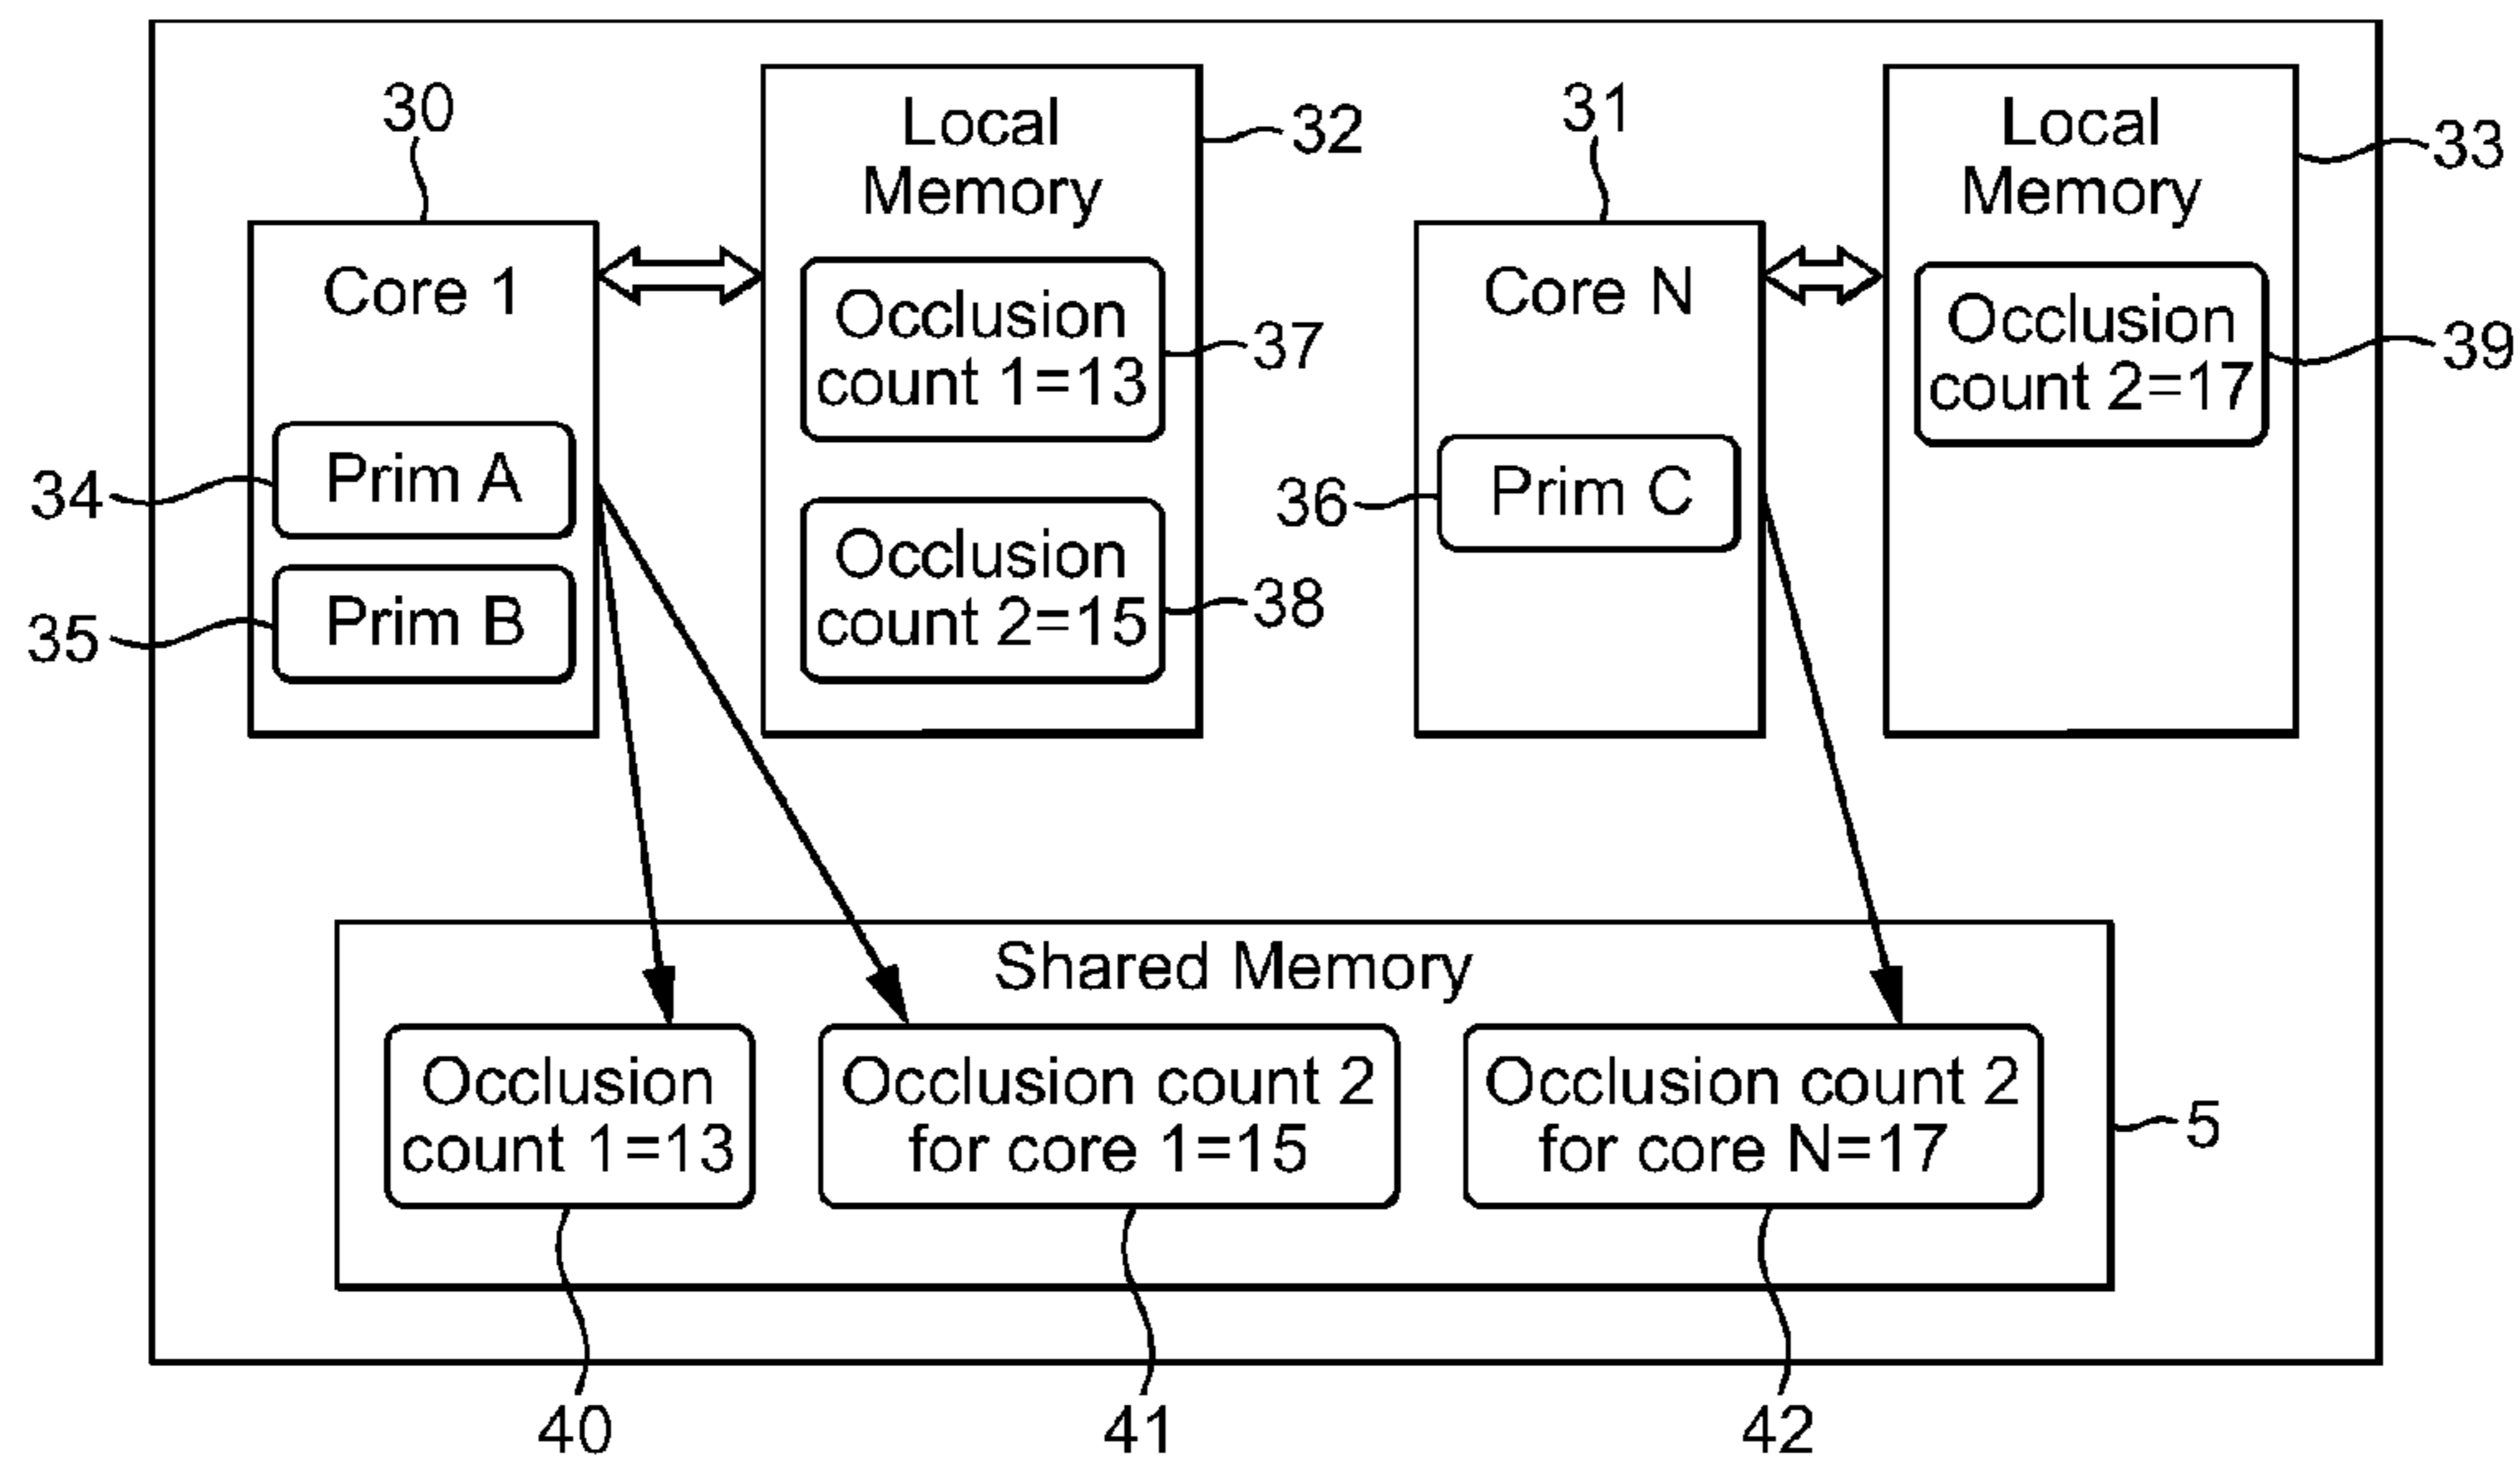 30
Local
Memory
32
31
Local
Memory
33
Core 1
Occlusion
count 1=13
37
Core N
Occlusion
count 2=17
39
34
Prim A
35
Prim B
Occlusion
count 2=15
38
36
Prim C
Shared Memory
Occlusion
count 1=13
Occlusion count 2
for core 1=15
Occlusion count 2
for core N=17
5
40
41
42